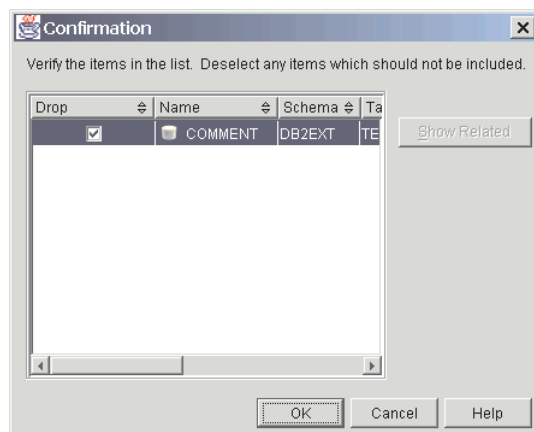 Confirmation
Verify the items in the list. Deselect any items which should not be included.
Drop Name Schema Ta
COMMENT DB2EXT TE
Show Related
OK Cancel Help